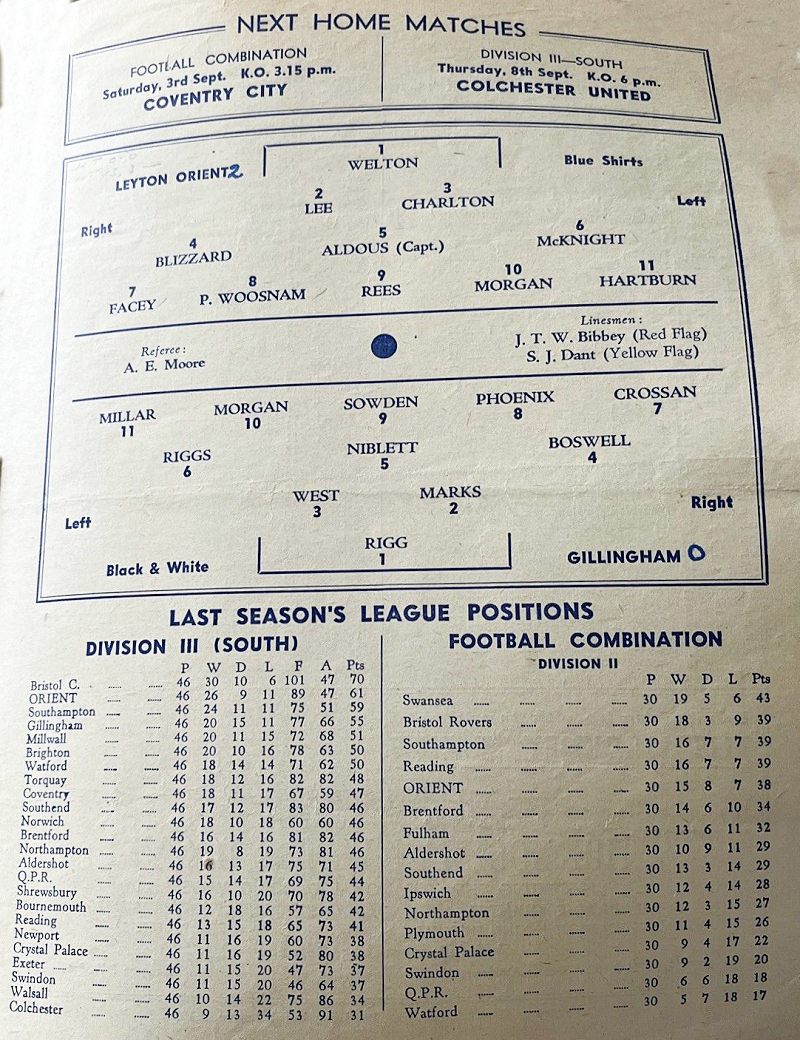 NEXT HOME MATCHES
FOOTBALL COMBINATION
Saturday, 3rd Sept. K.O. 3.15 p.m.
COVENTRY CITY
DIVISION III—SOUTH
Thursday, 8th Sept. K.O. 6 p.m.
COLCHESTER UNITED
LEYTON ORIENT 2
1
WELTON
Blue Shirts
Right
2
LEE
3
CHARLTON
Left
4
BLIZZARD
5
ALDOUS (Capt.)
6
McKNIGHT
7
FACEY
8
P. WOOSNAM
9
REES
10
MORGAN
11
HARTBURN
Referee:
A. E. Moore
Linesmen:
J. T. W. Bibbey (Red Flag)
S. J. Dant (Yellow Flag)
MILLAR
11
MORGAN
10
SOWDEN
9
PHOENIX
8
CROSSAN
7
RIGGS
6
NIBLETT
5
BOSWELL
4
Left
WEST
3
MARKS
2
Right
Black & White
RIGG
1
GILLINGHAM 0
LAST SEASON'S LEAGUE POSITIONS
DIVISION III (SOUTH)
P W D L F A Pts
Bristol C. ...... ...... 46 30 10 6 101 47 70
ORIENT ...... ...... 46 26 9 11 89 47 61
Southampton ...... ...... 46 24 11 11 75 51 59
Gillingham ...... ...... 46 20 15 11 77 66 55
Millwall ...... ...... 46 20 11 15 72 68 51
Brighton ...... ...... 46 20 10 16 78 63 50
Watford ...... ...... 46 18 14 14 71 62 50
Torquay ...... ...... 46 18 12 16 82 82 48
Coventry ...... ...... 46 18 11 17 67 59 47
Southend ...... ...... 46 17 12 17 83 80 46
Norwich ...... ...... 46 18 10 18 60 60 46
Brentford ...... ...... 46 16 14 16 81 82 46
Northampton ...... ...... 46 19 8 19 73 81 46
Aldershot ...... ...... 46 16 13 17 75 71 45
Q.P.R. ...... ...... 46 15 14 17 69 75 44
Shrewsbury ...... ...... 46 16 10 20 70 78 42
Bournemouth ...... ...... 46 12 18 16 57 65 42
Reading ...... ...... 46 13 15 18 65 73 41
Newport ...... ...... 46 11 16 19 60 73 38
Crystal Palace ...... ...... 46 11 16 19 52 80 38
Exeter ...... ...... 46 11 15 20 47 73 37
Swindon ...... ...... 46 11 15 20 46 64 37
Walsall ...... ...... 46 10 14 22 75 86 34
Colchester ...... ...... 46 9 13 34 53 91 31
FOOTBALL COMBINATION
DIVISION II
P W D L Pts
Swansea ...... ...... ...... ...... 30 19 5 6 43
Bristol Rovers ...... ...... ...... 30 18 3 9 39
Southampton ...... ...... ...... 30 16 7 7 39
Reading ...... ...... ...... ...... 30 16 7 7 39
ORIENT ...... ...... ...... ...... 30 15 8 7 38
Brentford ...... ...... ...... ...... 30 14 6 10 34
Fulham ...... ...... ...... ...... 30 13 6 11 32
Aldershot ...... ...... ...... ...... 30 10 9 11 29
Southend ...... ...... ...... ...... 30 13 3 14 29
Ipswich ...... ...... ...... ...... 30 12 4 14 28
Northampton ...... ...... ...... 30 12 3 15 27
Plymouth ...... ...... ...... ...... 30 11 4 15 26
Crystal Palace ...... ...... ...... 30 9 4 17 22
Swindon ...... ...... ...... ...... 30 9 2 19 20
Q.P.R. ...... ...... ...... ...... 30 6 6 18 18
Watford ...... ...... ...... ...... 30 5 7 18 17